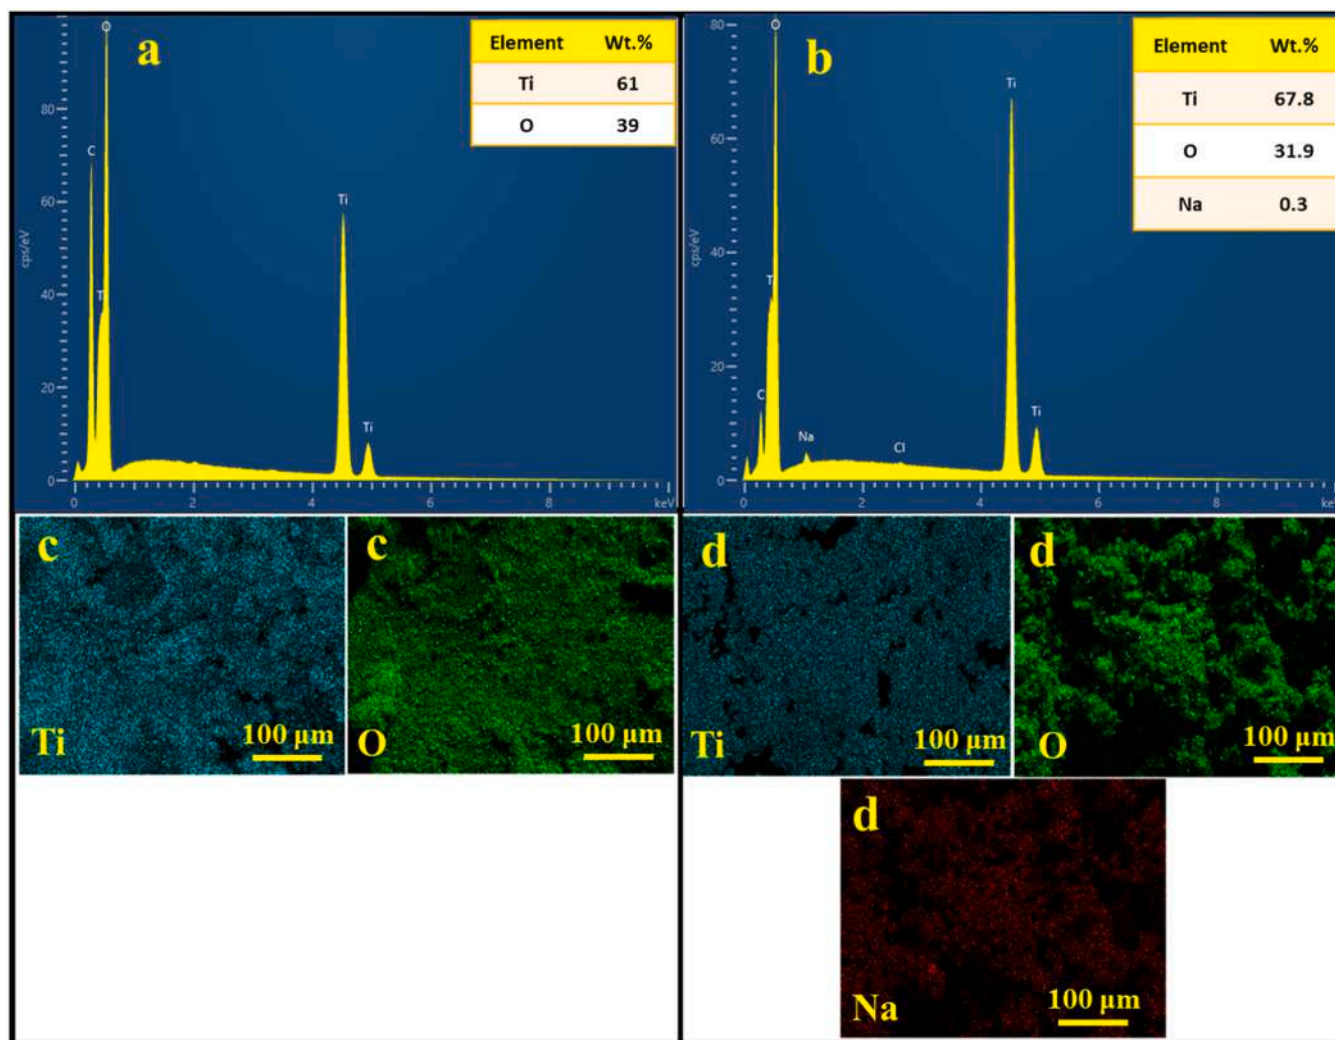 a
Element Wt.%
Ti 61
O 39
cps/eV
80
60
40
20
0
O
C
T
Ti
Ti
0 2 4 6 8 keV
b
Element Wt.%
Ti 67.8
O 31.9
Na 0.3
cps/eV
80
60
40
20
0
O
Ti
T
C
Na
Cl
Ti
0 2 4 6 8 ke
c
Ti
100 µm
c
O
100 µm
d
Ti
100 µm
d
O
100 µm
d
Na
100 µm